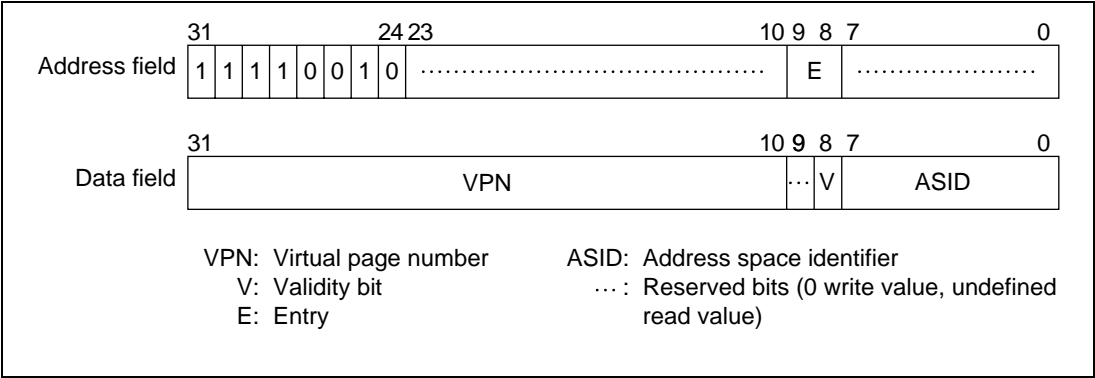 31 24 23 10 9 8 7 0
Address field 1 1 1 1 0 0 1 0 ........................................... E ......................
31 10 9 8 7 0
Data field VPN ... V ASID
VPN: Virtual page number ASID: Address space identifier
V: Validity bit ... : Reserved bits (0 write value, undefined
E: Entry read value)